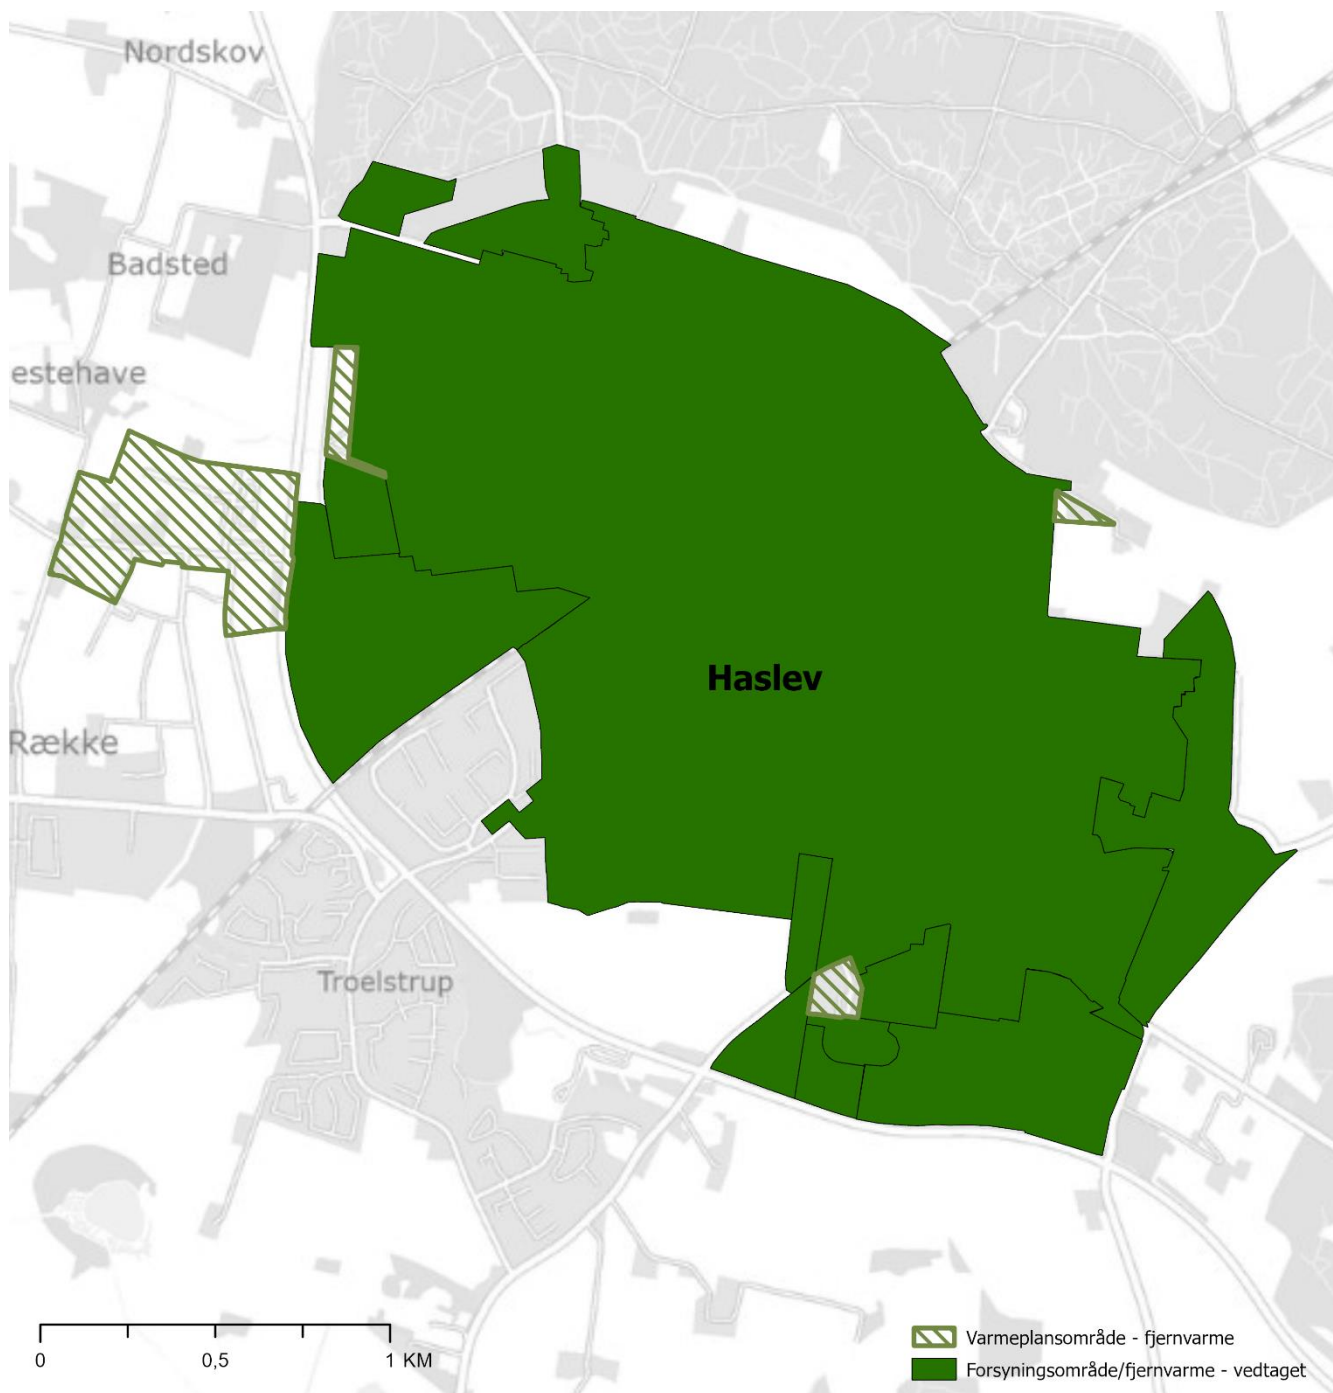 Nordskov
Badsted
estehave
Haslev
Række
Troelstrup
0 0,5 1 KM
Varmeplansområde - fjernvarme
Forsyningsområde/fjernvarme - vedtaget